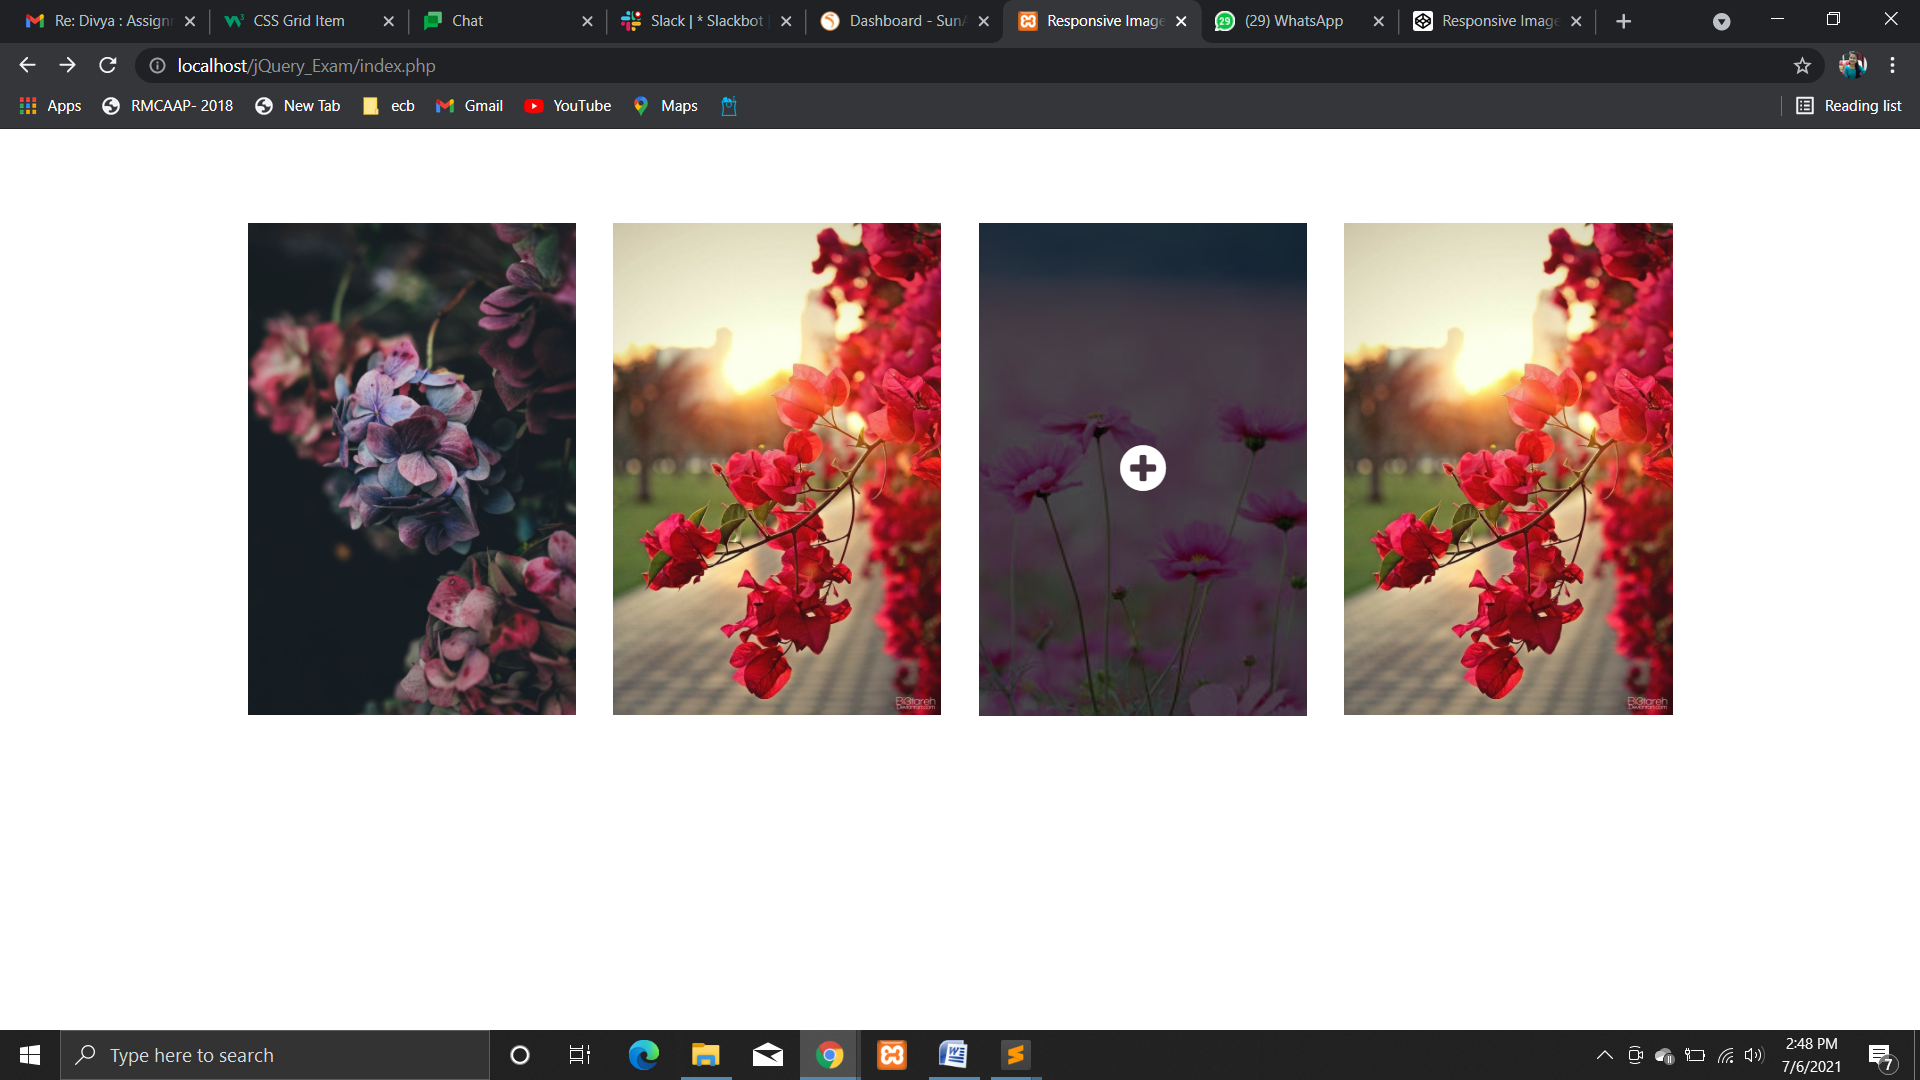 Re: Divya : Assign
CSS Grid Item
Chat
Slack | * Slackbot
Dashboard - Sun
Responsive Image
29
(29) WhatsApp
Responsive Image
localhost/jQuery_Exam/index.php
Apps
RMCAAP- 2018
New Tab
ecb
Gmail
YouTube
Maps
Reading list
Type here to search
2:48 PM
7/6/2021
7